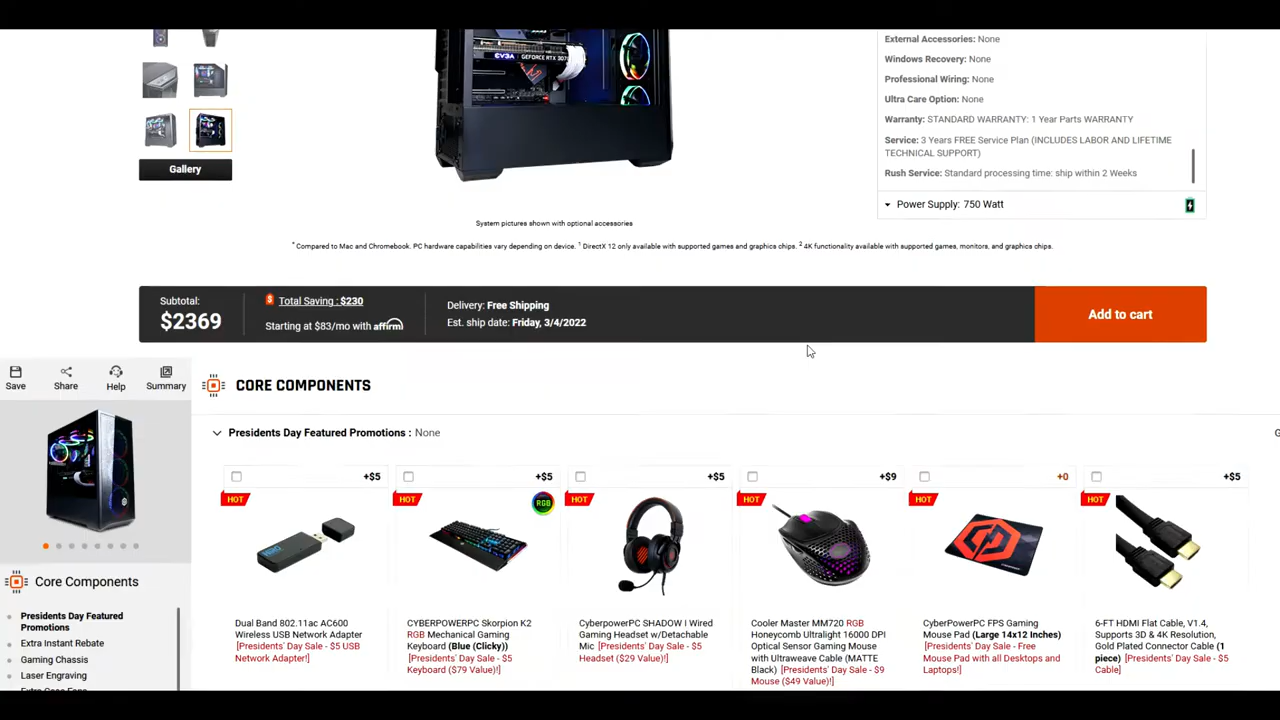 External Accessories: None
Windows Recovery: None
Professional Wiring: None
Ultra Care Option: None
Warranty: STANDARD WARRANTY: 1 Year Parts WARRANTY
Service: 3 Years FREE Service Plan (INCLUDES LABOR AND LIFETIME
TECHNICAL SUPPORT)
Rush Service: Standard processing time: ship within 2 Weeks
Power Supply: 750 Watt
EVGA
GEFORCE RTX 3070
Gallery
System pictures shown with optional accessories
* Compared to Mac and Chromebook. PC hardware capabilities vary depending on device. 1 DirectX 12 only available with supported games and graphics chips. 2 4K functionality available with supported games, monitors, and graphics chips.
Subtotal:
$2369
Total Saving : $230
Starting at $83/mo with affirm
Delivery: Free Shipping
Est. ship date: Friday, 3/4/2022
Add to cart
Save
Share
Help
Summary
CORE COMPONENTS
Presidents Day Featured Promotions : None
G
+$5
HOT
Dual Band 802.11ac AC600
Wireless USB Network Adapter
[Presidents' Day Sale - $5 USB
Network Adapter!]
+$5
HOT
RGB
CYBERPOWERPC Skorpion K2
RGB Mechanical Gaming
Keyboard (Blue (Clicky))
[Presidents' Day Sale - $5
Keyboard ($79 Value)!]
+$5
HOT
CyberpowerPC SHADOW I Wired
Gaming Headset w/Detachable
Mic [Presidents' Day Sale - $5
Headset ($29 Value)!]
+$9
HOT
Cooler Master MM720 RGB
Honeycomb Ultralight 16000 DPI
Optical Sensor Gaming Mouse
with Ultraweave Cable (MATTE
Black) [Presidents' Day Sale - $9
Mouse ($49 Value)!]
+0
HOT
CyberPowerPC FPS Gaming
Mouse Pad (Large 14x12 Inches)
[Presidents' Day Sale - Free
Mouse Pad with all Desktops and
Laptops!]
+$5
HOT
6-FT HDMI Flat Cable, V1.4,
Supports 3D & 4K Resolution,
Gold Plated Connector Cable (1
piece) [Presidents' Day Sale - $5
Cable]
Core Components
Presidents Day Featured
Promotions
Extra Instant Rebate
Gaming Chassis
Laser Engraving
Extra Case Fans